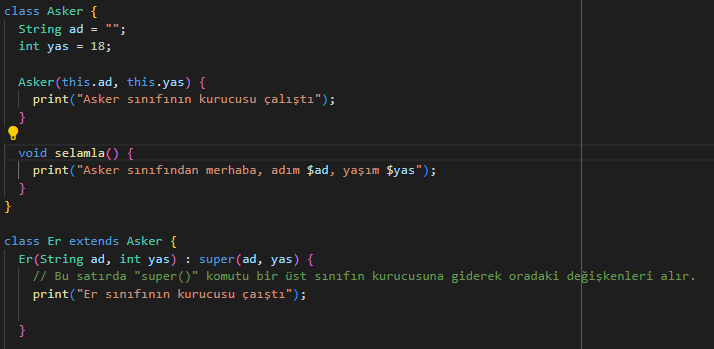 class Asker {
String ad = "";
int yas = 18;
Asker(this.ad, this.yas) {
print("Asker sınıfının kurucusu çalıştı");
}
void selamla() {
print("Asker sınıfından merhaba, adım $ad, yaşım $yas");
}
}
class Er extends Asker {
Er(String ad, int yas) : super(ad, yas) {
// Bu satırda "super()" komutu bir üst sınıfın kurucusuna giderek oradaki değişkenleri alır.
print("Er sınıfının kurucusu çaıştı");
}